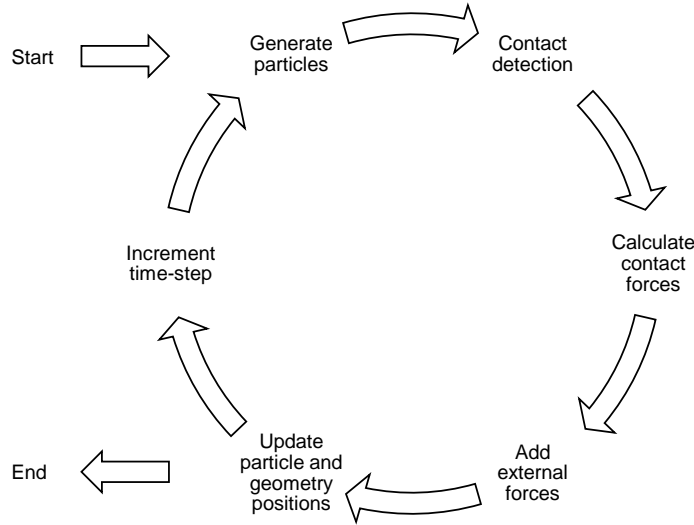 Start
Generate
particles
Contact
detection
Calculate
contact
forces
Add
external
forces
Update
particle and
geometry
positions
End
Increment
time-step